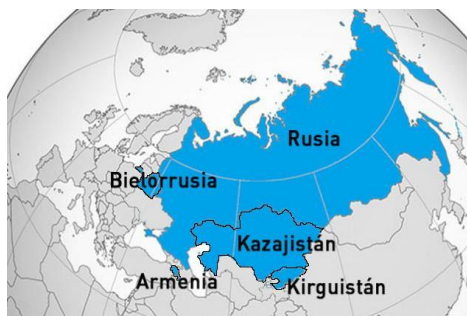 Rusia
Bielorrusia
Kazajistán
Armenia
Kirguistán